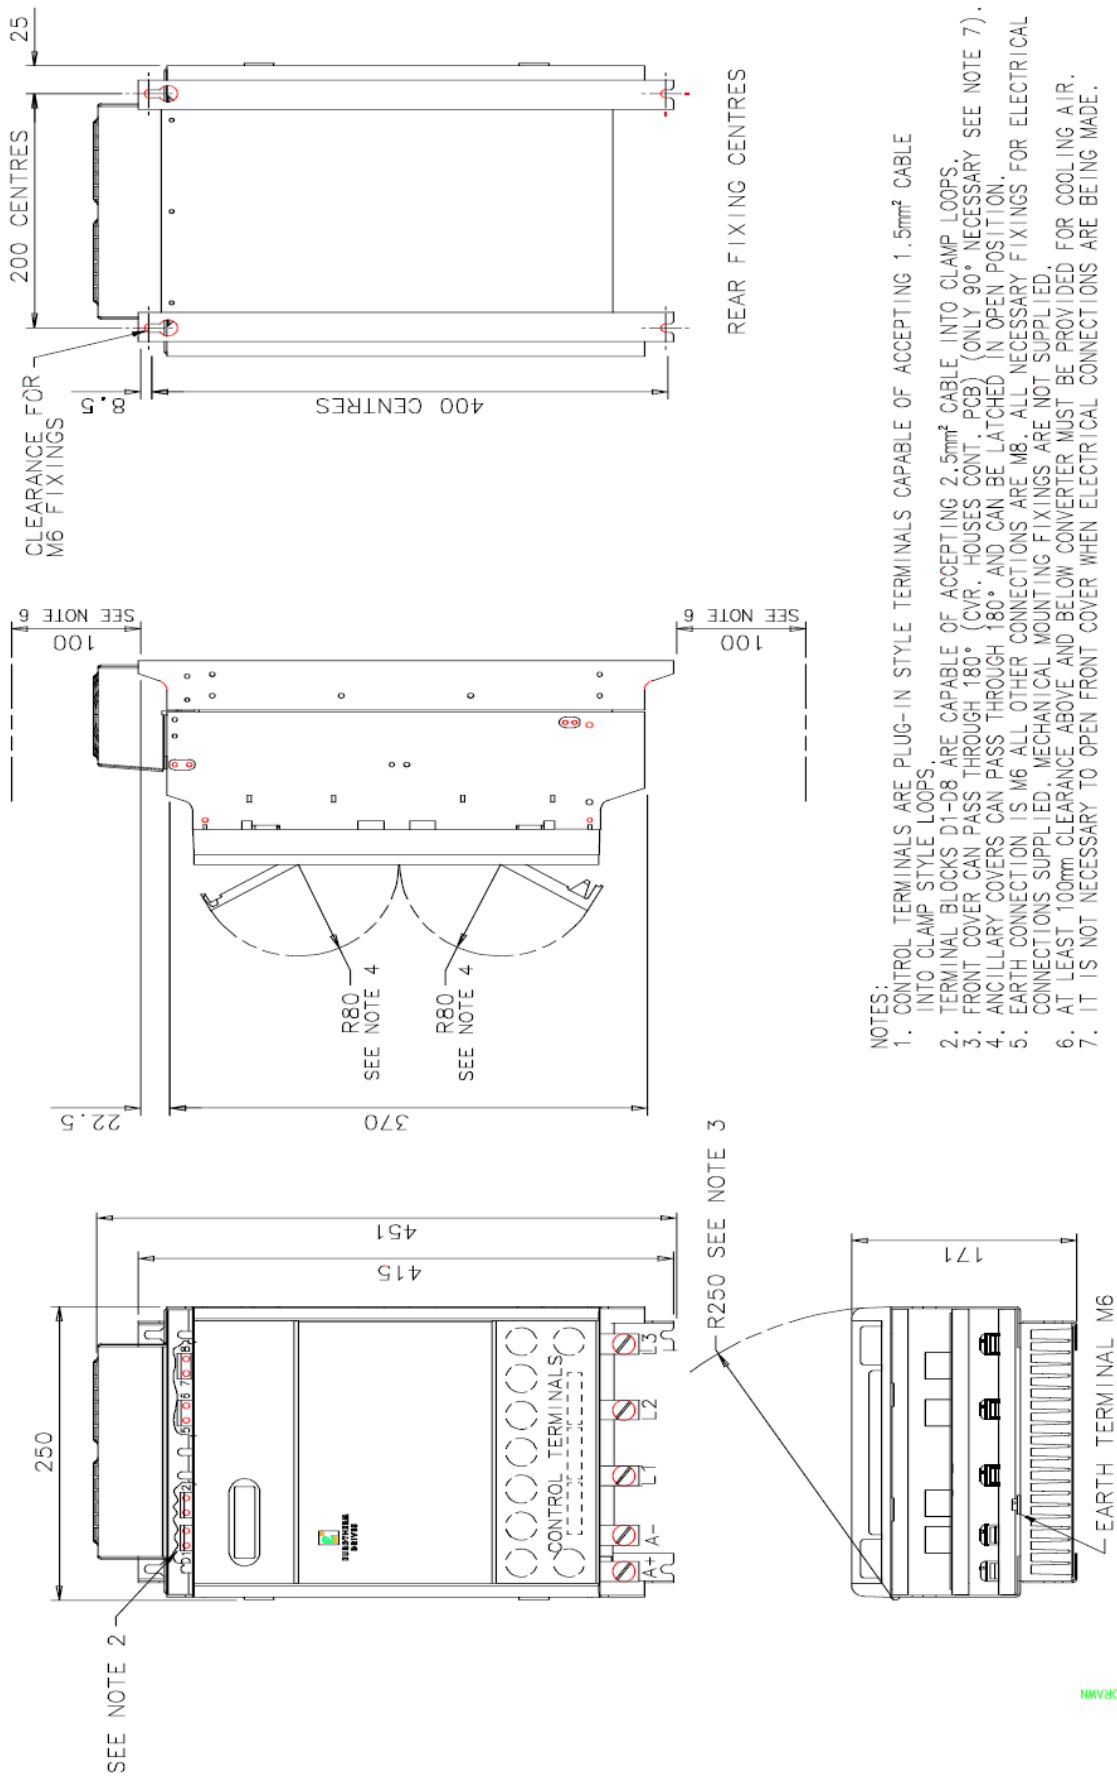 25
200 CENTRES
CLEARANCE FOR
M6 FIXINGS
8.5
400 CENTRES
REAR FIXING CENTRES
SEE NOTE 6
100
100
SEE NOTE 6
R80
SEE NOTE 4
R80
SEE NOTE 4
22.5
370
451
415
250
SEE NOTE 2
D1
2
5
6
7
8
EUROTHERM
DRIVES
CONTROL TERMINALS
A+
A-
L1
L2
L3
R250 SEE NOTE 3
171
EARTH TERMINAL M6
NOTES:
1. CONTROL TERMINALS ARE PLUG-IN STYLE TERMINALS CAPABLE OF ACCEPTING 1.5mm² CABLE
INTO CLAMP STYLE LOOPS.
2. TERMINAL BLOCKS D1-D8 ARE CAPABLE OF ACCEPTING 2.5mm² CABLE INTO CLAMP LOOPS.
3. FRONT COVER CAN PASS THROUGH 180° (CVR. HOUSES CONT. PCB) (ONLY 90° NECESSARY SEE NOTE 7).
4. ANCILLARY COVERS CAN PASS THROUGH 180° AND CAN BE LATCHED IN OPEN POSITION.
5. EARTH CONNECTION IS M6 ALL OTHER CONNECTIONS ARE M8. ALL NECESSARY FIXINGS FOR ELECTRICAL
CONNECTIONS SUPPLIED. MECHANICAL MOUNTING FIXINGS ARE NOT SUPPLIED.
6. AT LEAST 100mm CLEARANCE ABOVE AND BELOW CONVERTER MUST BE PROVIDED FOR COOLING AIR.
7. IT IS NOT NECESSARY TO OPEN FRONT COVER WHEN ELECTRICAL CONNECTIONS ARE BEING MADE.